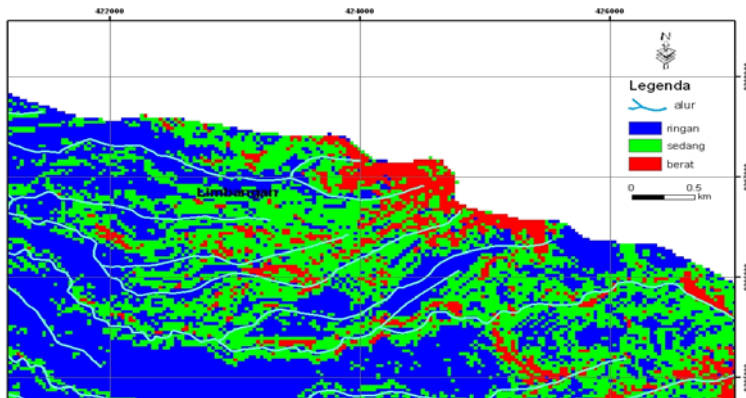 422000 424000 426000
N
Legenda
alur
ringan
sedang
berat
0 0.5
km
Limbangan